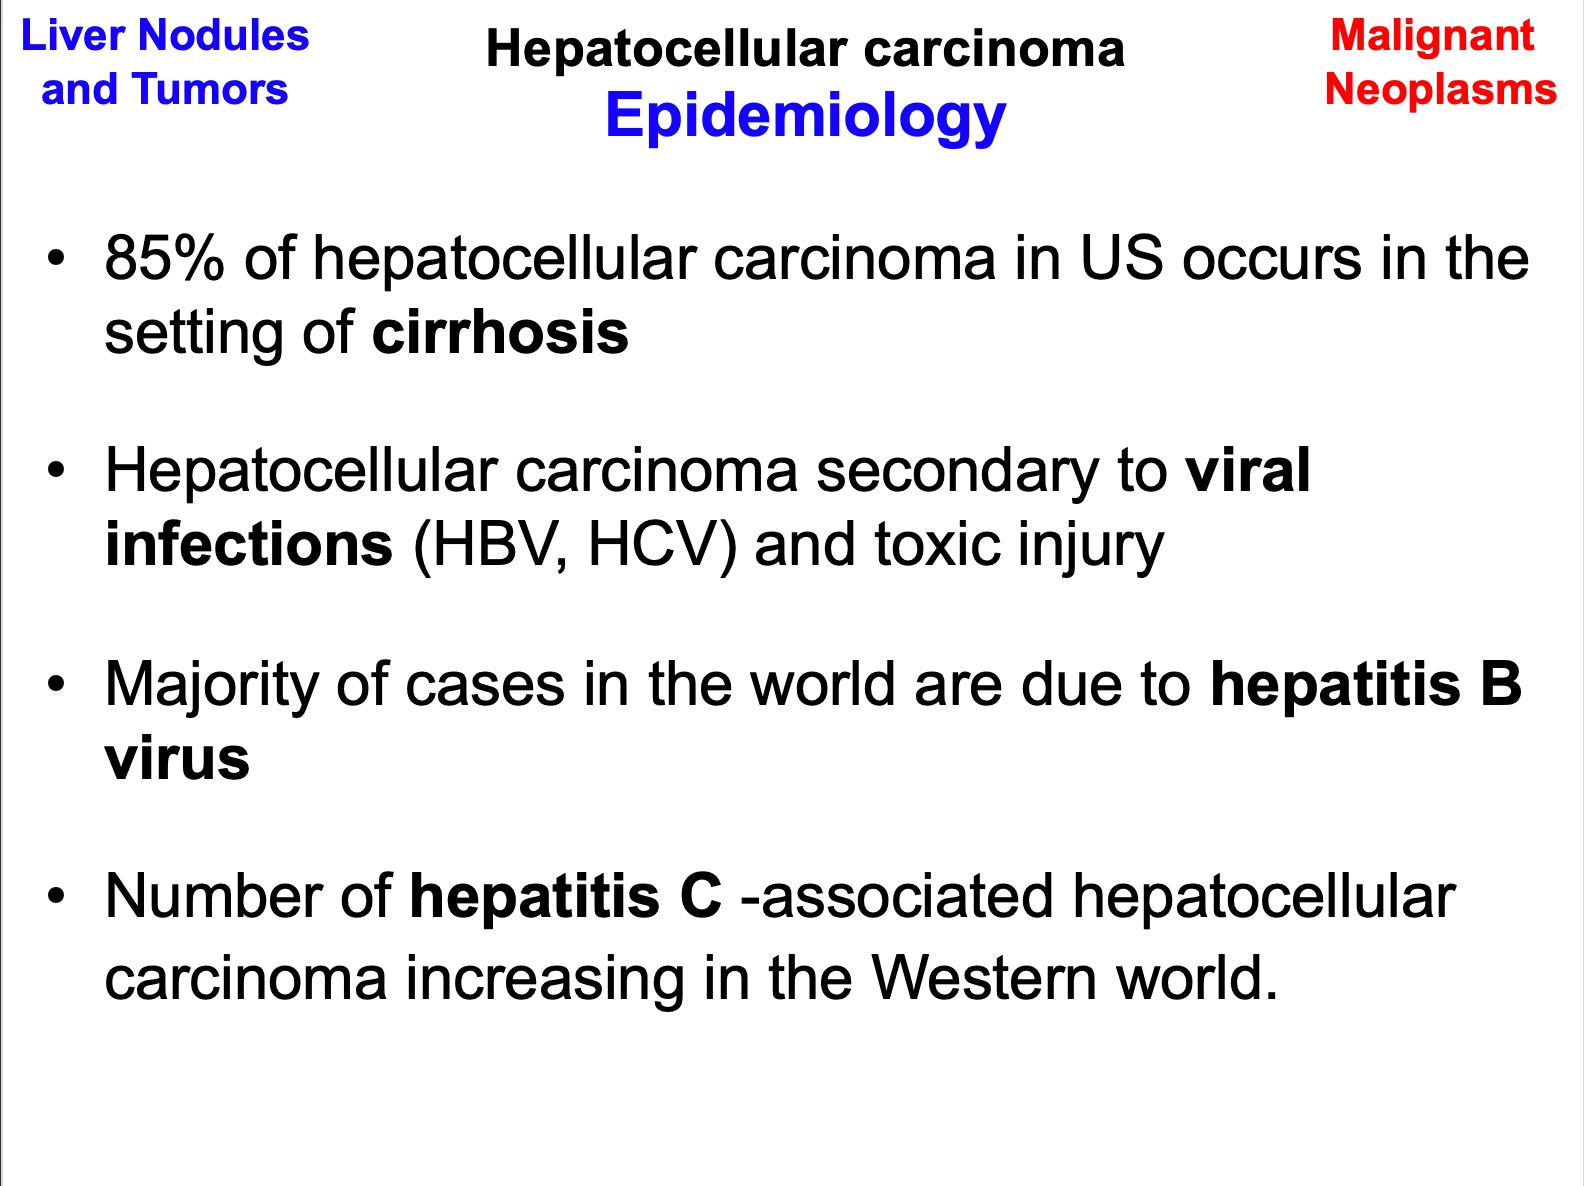 Liver Nodules
and Tumors
Hepatocellular carcinoma
Epidemiology
Malignant
Neoplasms
• 85% of hepatocellular carcinoma in US occurs in the
setting of cirrhosis
• Hepatocellular carcinoma secondary to viral
infections (HBV, HCV) and toxic injury
• Majority of cases in the world are due to hepatitis B
virus
• Number of hepatitis C -associated hepatocellular
carcinoma increasing in the Western world.